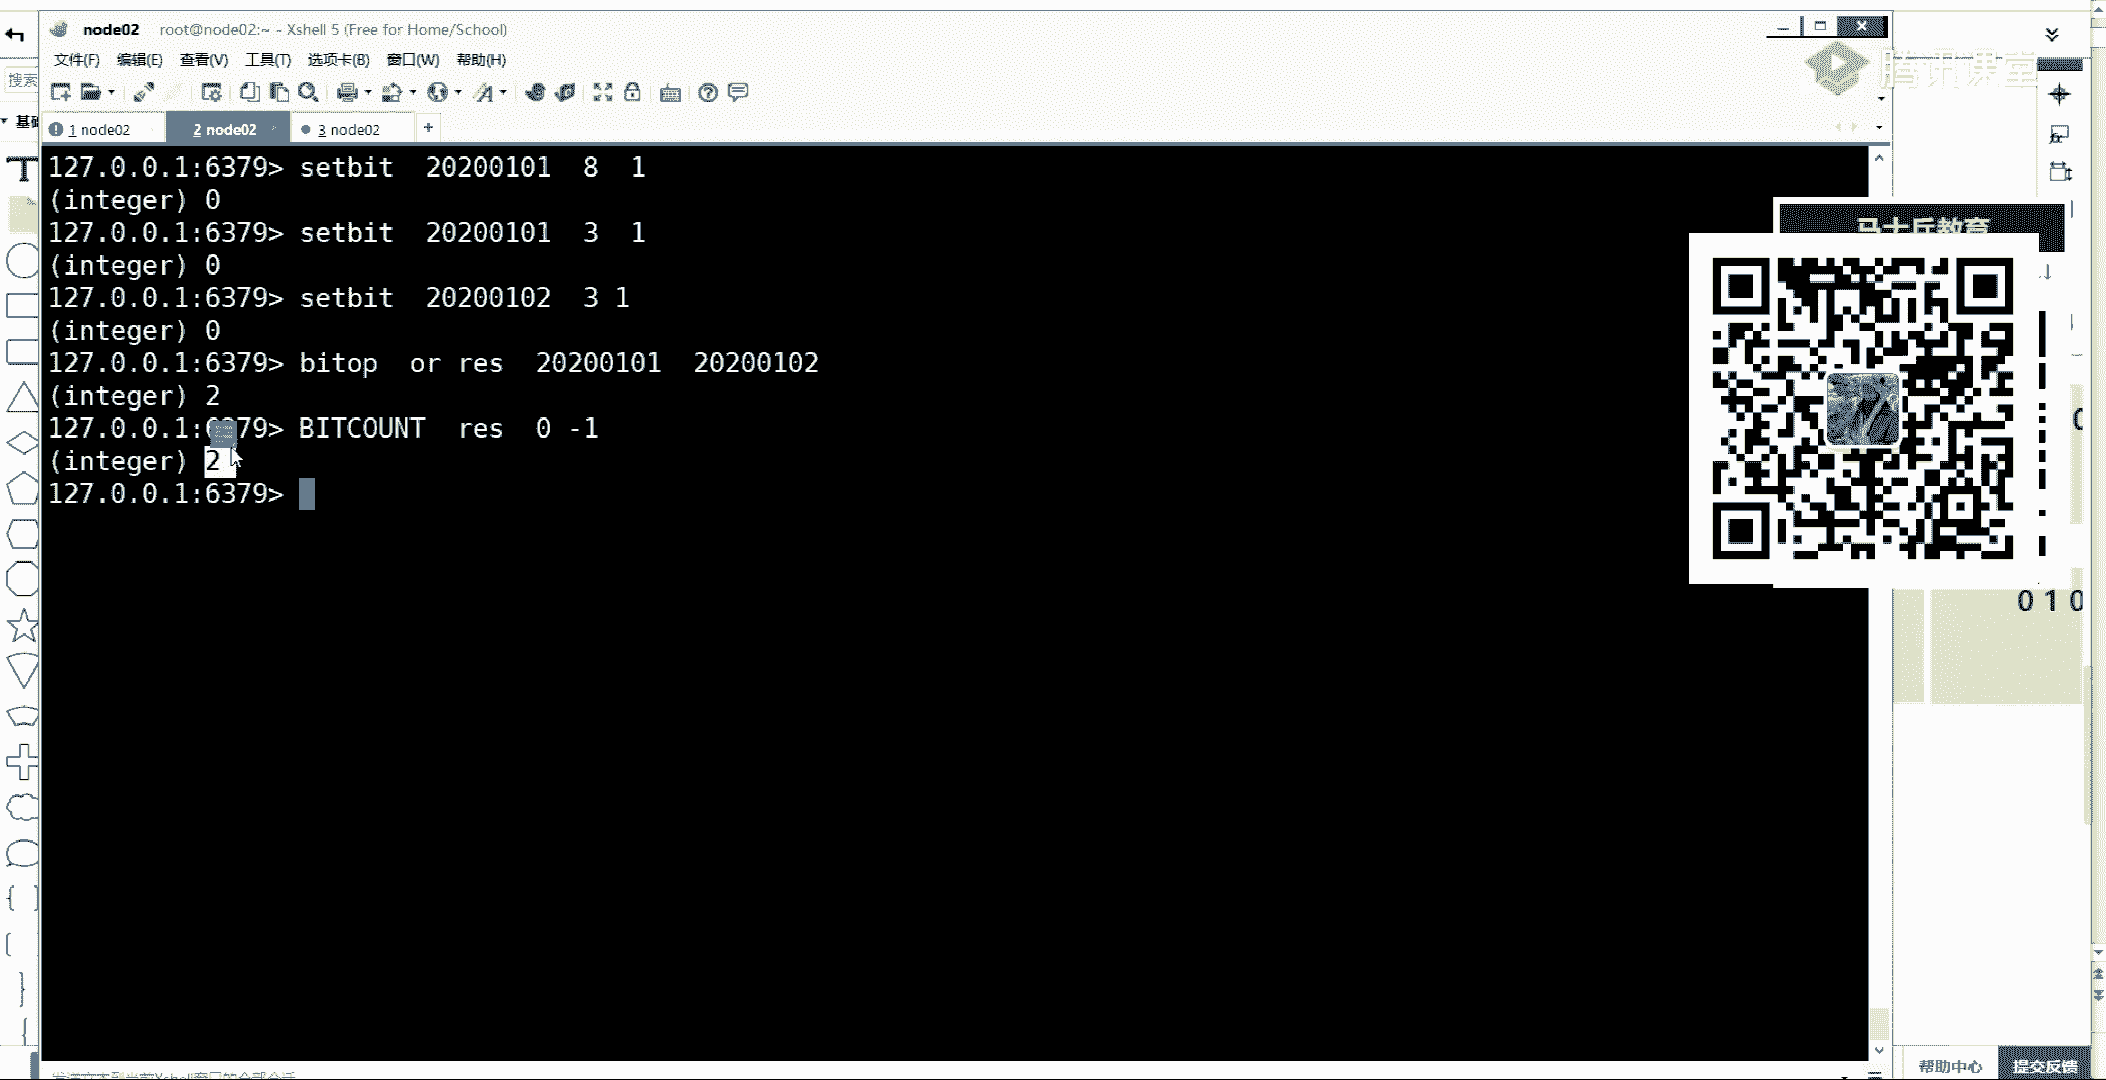 node02 root@node02:~ - Xshell 5 (Free for Home/School)
文件(F) 编辑(E) 查看(V) 工具(T) 选项卡(B) 窗口(W) 帮助(H)
腾讯课堂
搜索
基础
1 node02 2 node02 3 node02 +
127.0.0.1:6379> setbit 20200101 8 1
(integer) 0
127.0.0.1:6379> setbit 20200101 3 1
(integer) 0
127.0.0.1:6379> setbit 20200102 3 1
(integer) 0
127.0.0.1:6379> bitop or res 20200101 20200102
(integer) 2
127.0.0.1:6379> BITCOUNT res 0 -1
(integer) 2
127.0.0.1:6379>
马士兵教育
0 1 0
帮助中心 提交反馈